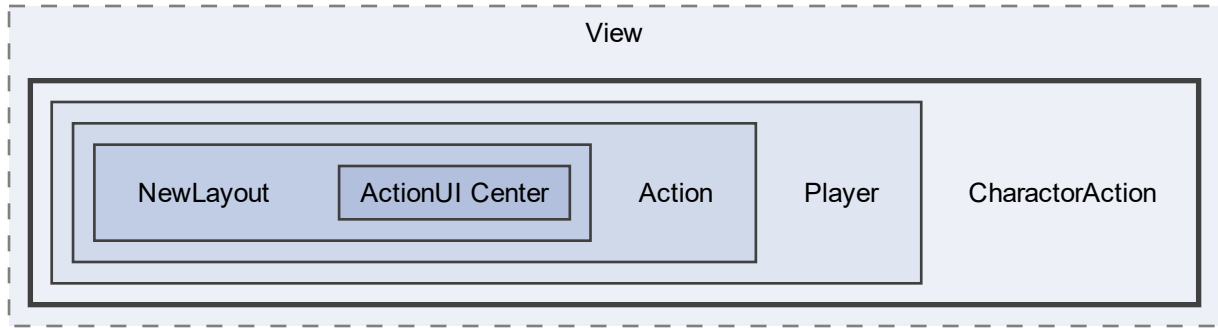 View
NewLayout
ActionUI Center
Action
Player
CharactorAction